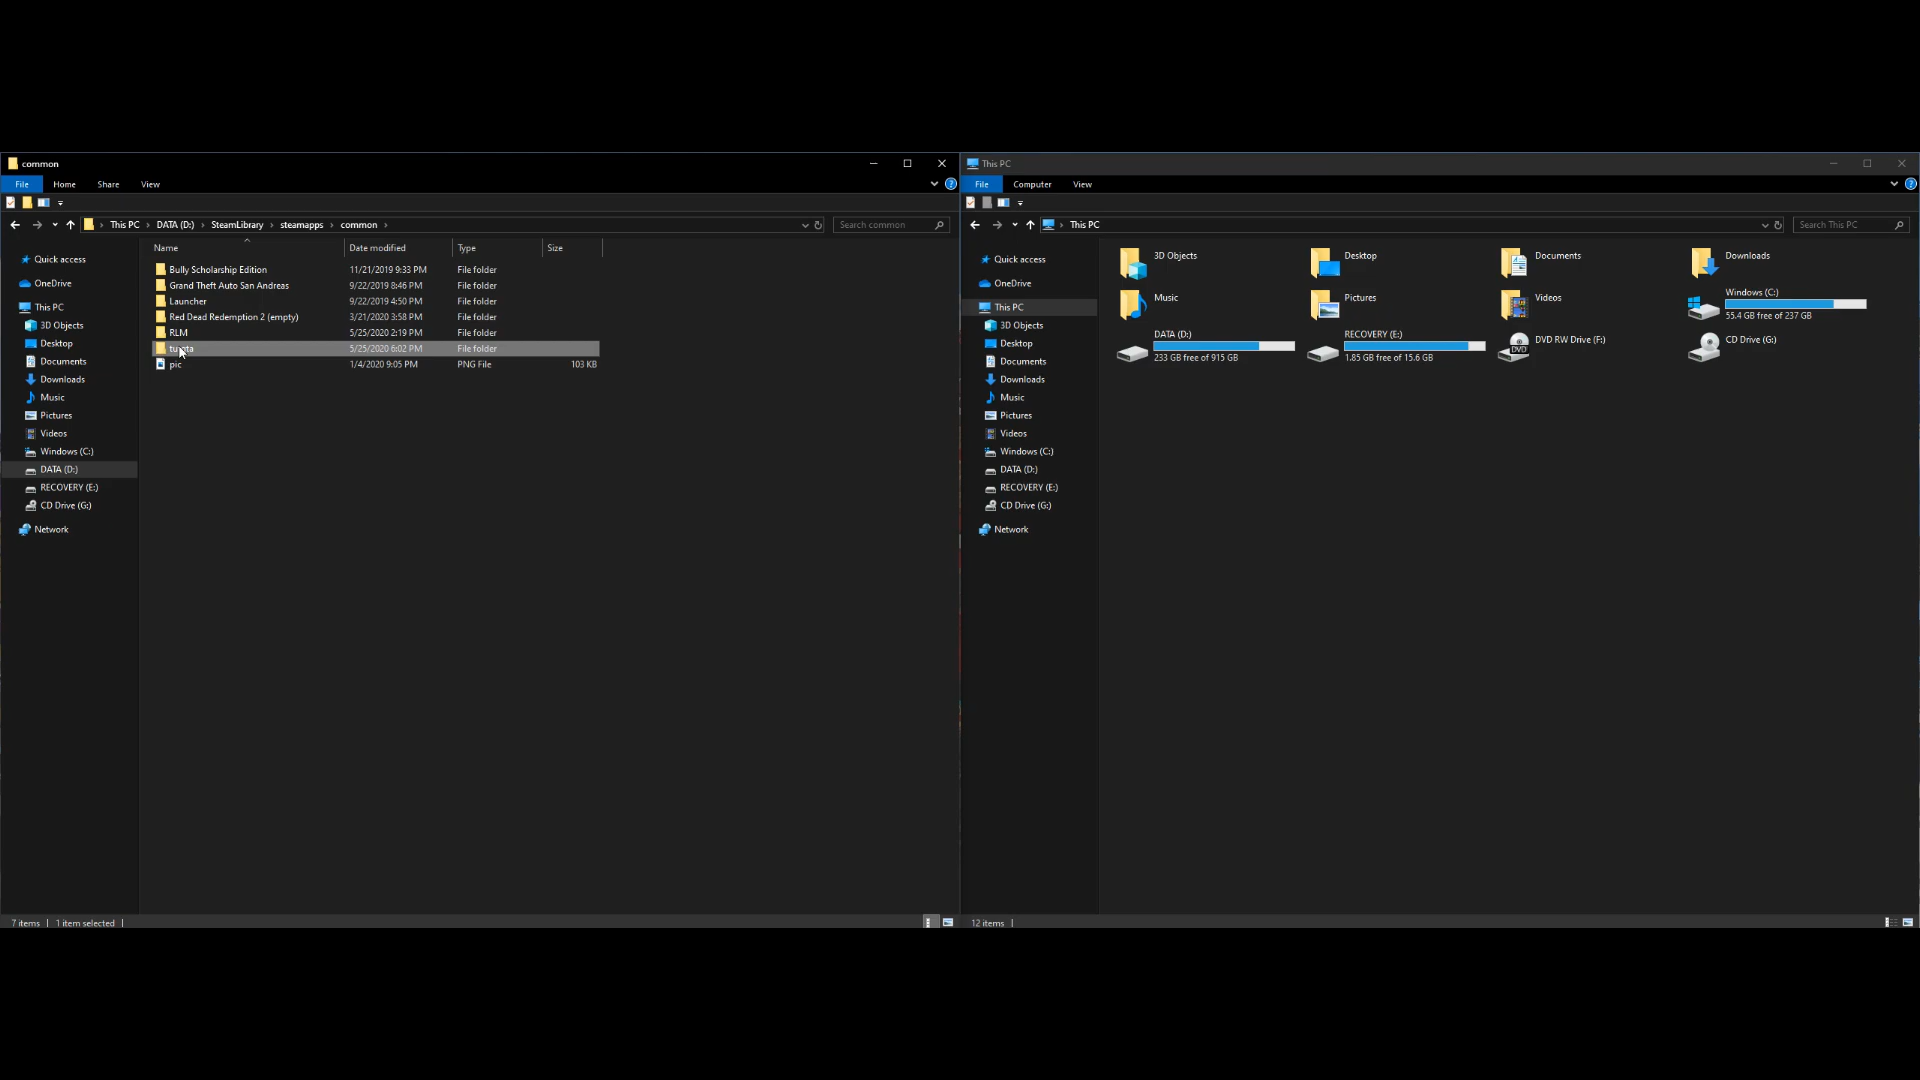 common
File Home Share View
This PC DATA (D:) SteamLibrary steamapps common
Search common
Quick access
OneDrive
This PC
3D Objects
Desktop
Documents
Downloads
Music
Pictures
Videos
Windows (C:)
DATA (D:)
RECOVERY (E:)
CD Drive (G:)
Network
Name Date modified Type Size
Bully Scholarship Edition 11/21/2019 9:33 PM File folder
Grand Theft Auto San Andreas 9/22/2019 8:46 PM File folder
Launcher 9/22/2019 4:50 PM File folder
Red Dead Redemption 2 (empty) 3/21/2020 3:58 PM File folder
RLM 5/25/2020 2:19 PM File folder
5/25/2020 6:02 PM File folder
pic 1/4/2020 9:05 PM PNG File 103 KB
7 items 1 item selected
This PC
File Computer View
This PC
Search This PC
Quick access
OneDrive
This PC
3D Objects
Desktop
Documents
Downloads
Music
Pictures
Videos
Windows (C:)
DATA (D:)
RECOVERY (E:)
CD Drive (G:)
Network
3D Objects Desktop Documents Downloads
Music Pictures Videos Windows (C:)
55.4 GB free of 237 GB
DATA (D:) RECOVERY (E:) DVD RW Drive (F:) CD Drive (G:)
233 GB free of 915 GB 1.85 GB free of 15.6 GB
DVD
12 items